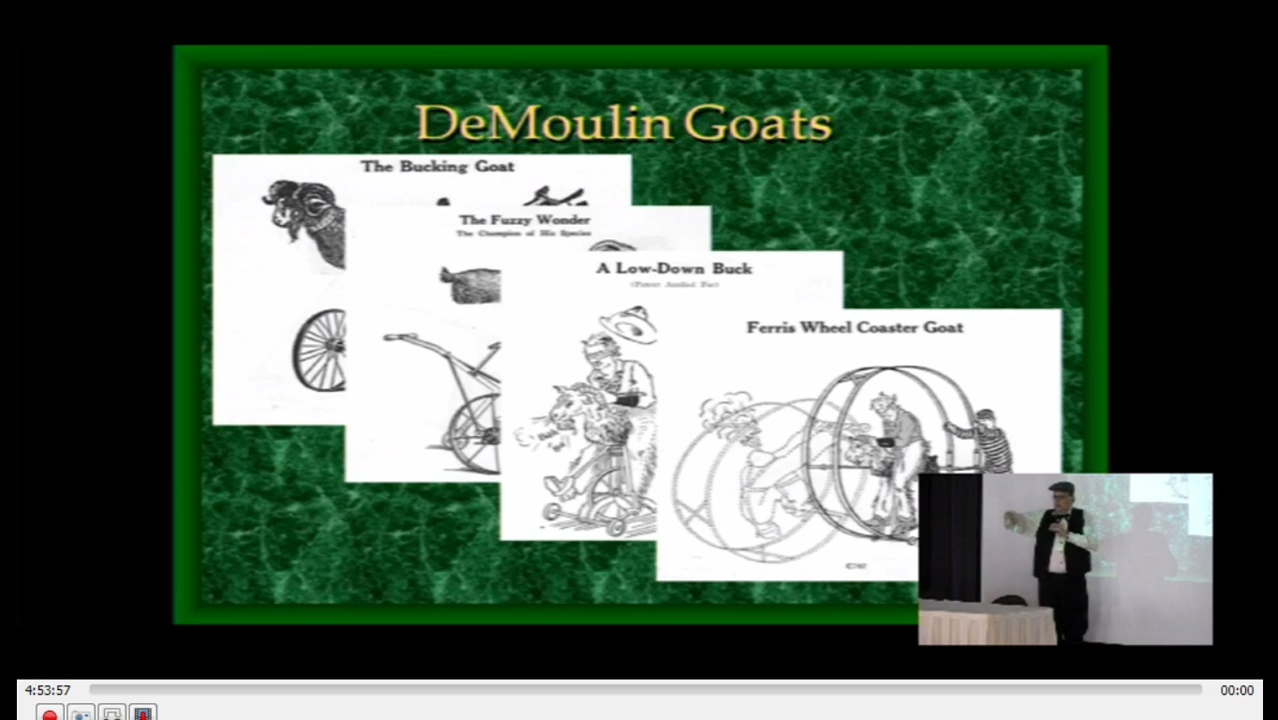 DeMoulin Goats
The Bucking Goat
The Fuzzy Wonder
The Champion of His Species
A Low-Down Buck
Ferris Wheel Coaster Goat
4:53:57
00:00